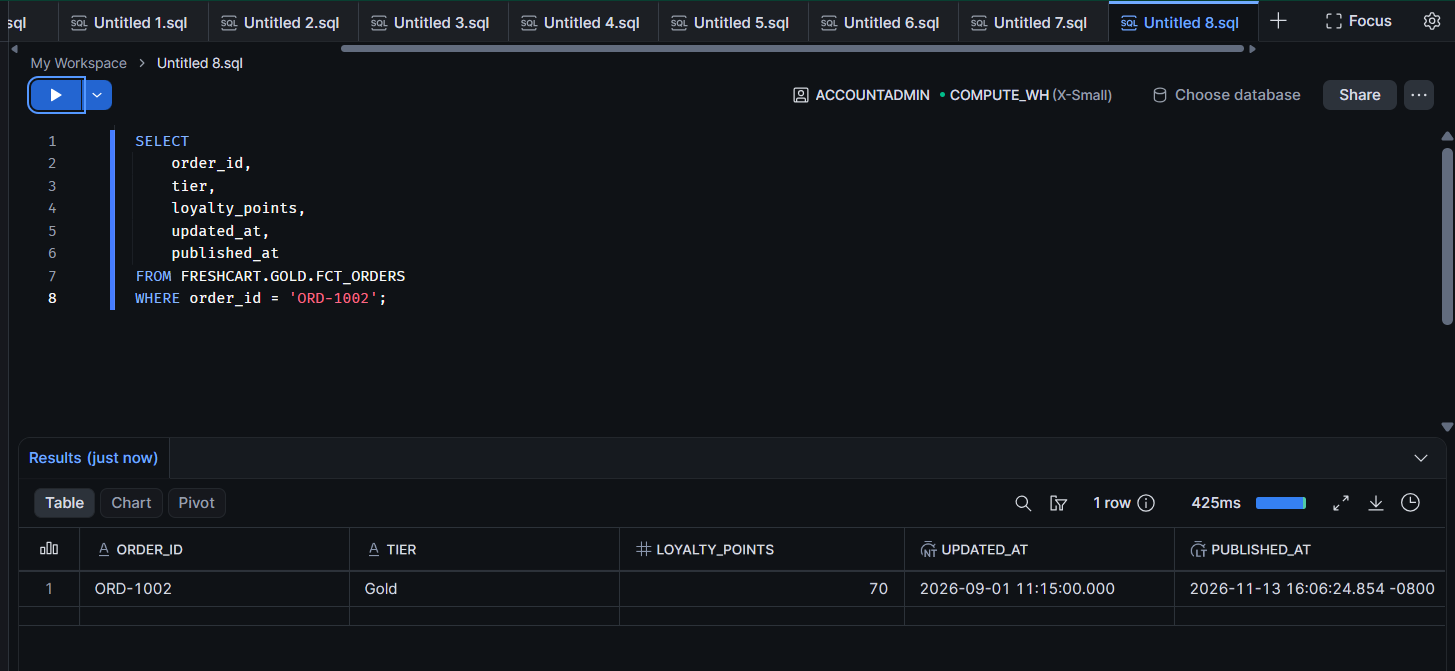 sql Untitled 1.sql Untitled 2.sql Untitled 3.sql Untitled 4.sql Untitled 5.sql Untitled 6.sql Untitled 7.sql Untitled 8.sql Focus
My Workspace > Untitled 8.sql
ACCOUNTADMIN COMPUTE_WH (X-Small) Choose database Share
1 SELECT
2 order_id,
3 tier,
4 loyalty_points,
5 updated_at,
6 published_at
7 FROM FRESHCART.GOLD.FCT_ORDERS
8 WHERE order_id = 'ORD-1002';
Results (just now)
Table Chart Pivot 1 row 425ms
ORDER_ID TIER LOYALTY_POINTS UPDATED_AT PUBLISHED_AT
1 ORD-1002 Gold 70 2026-09-01 11:15:00.000 2026-11-13 16:06:24.854 -0800